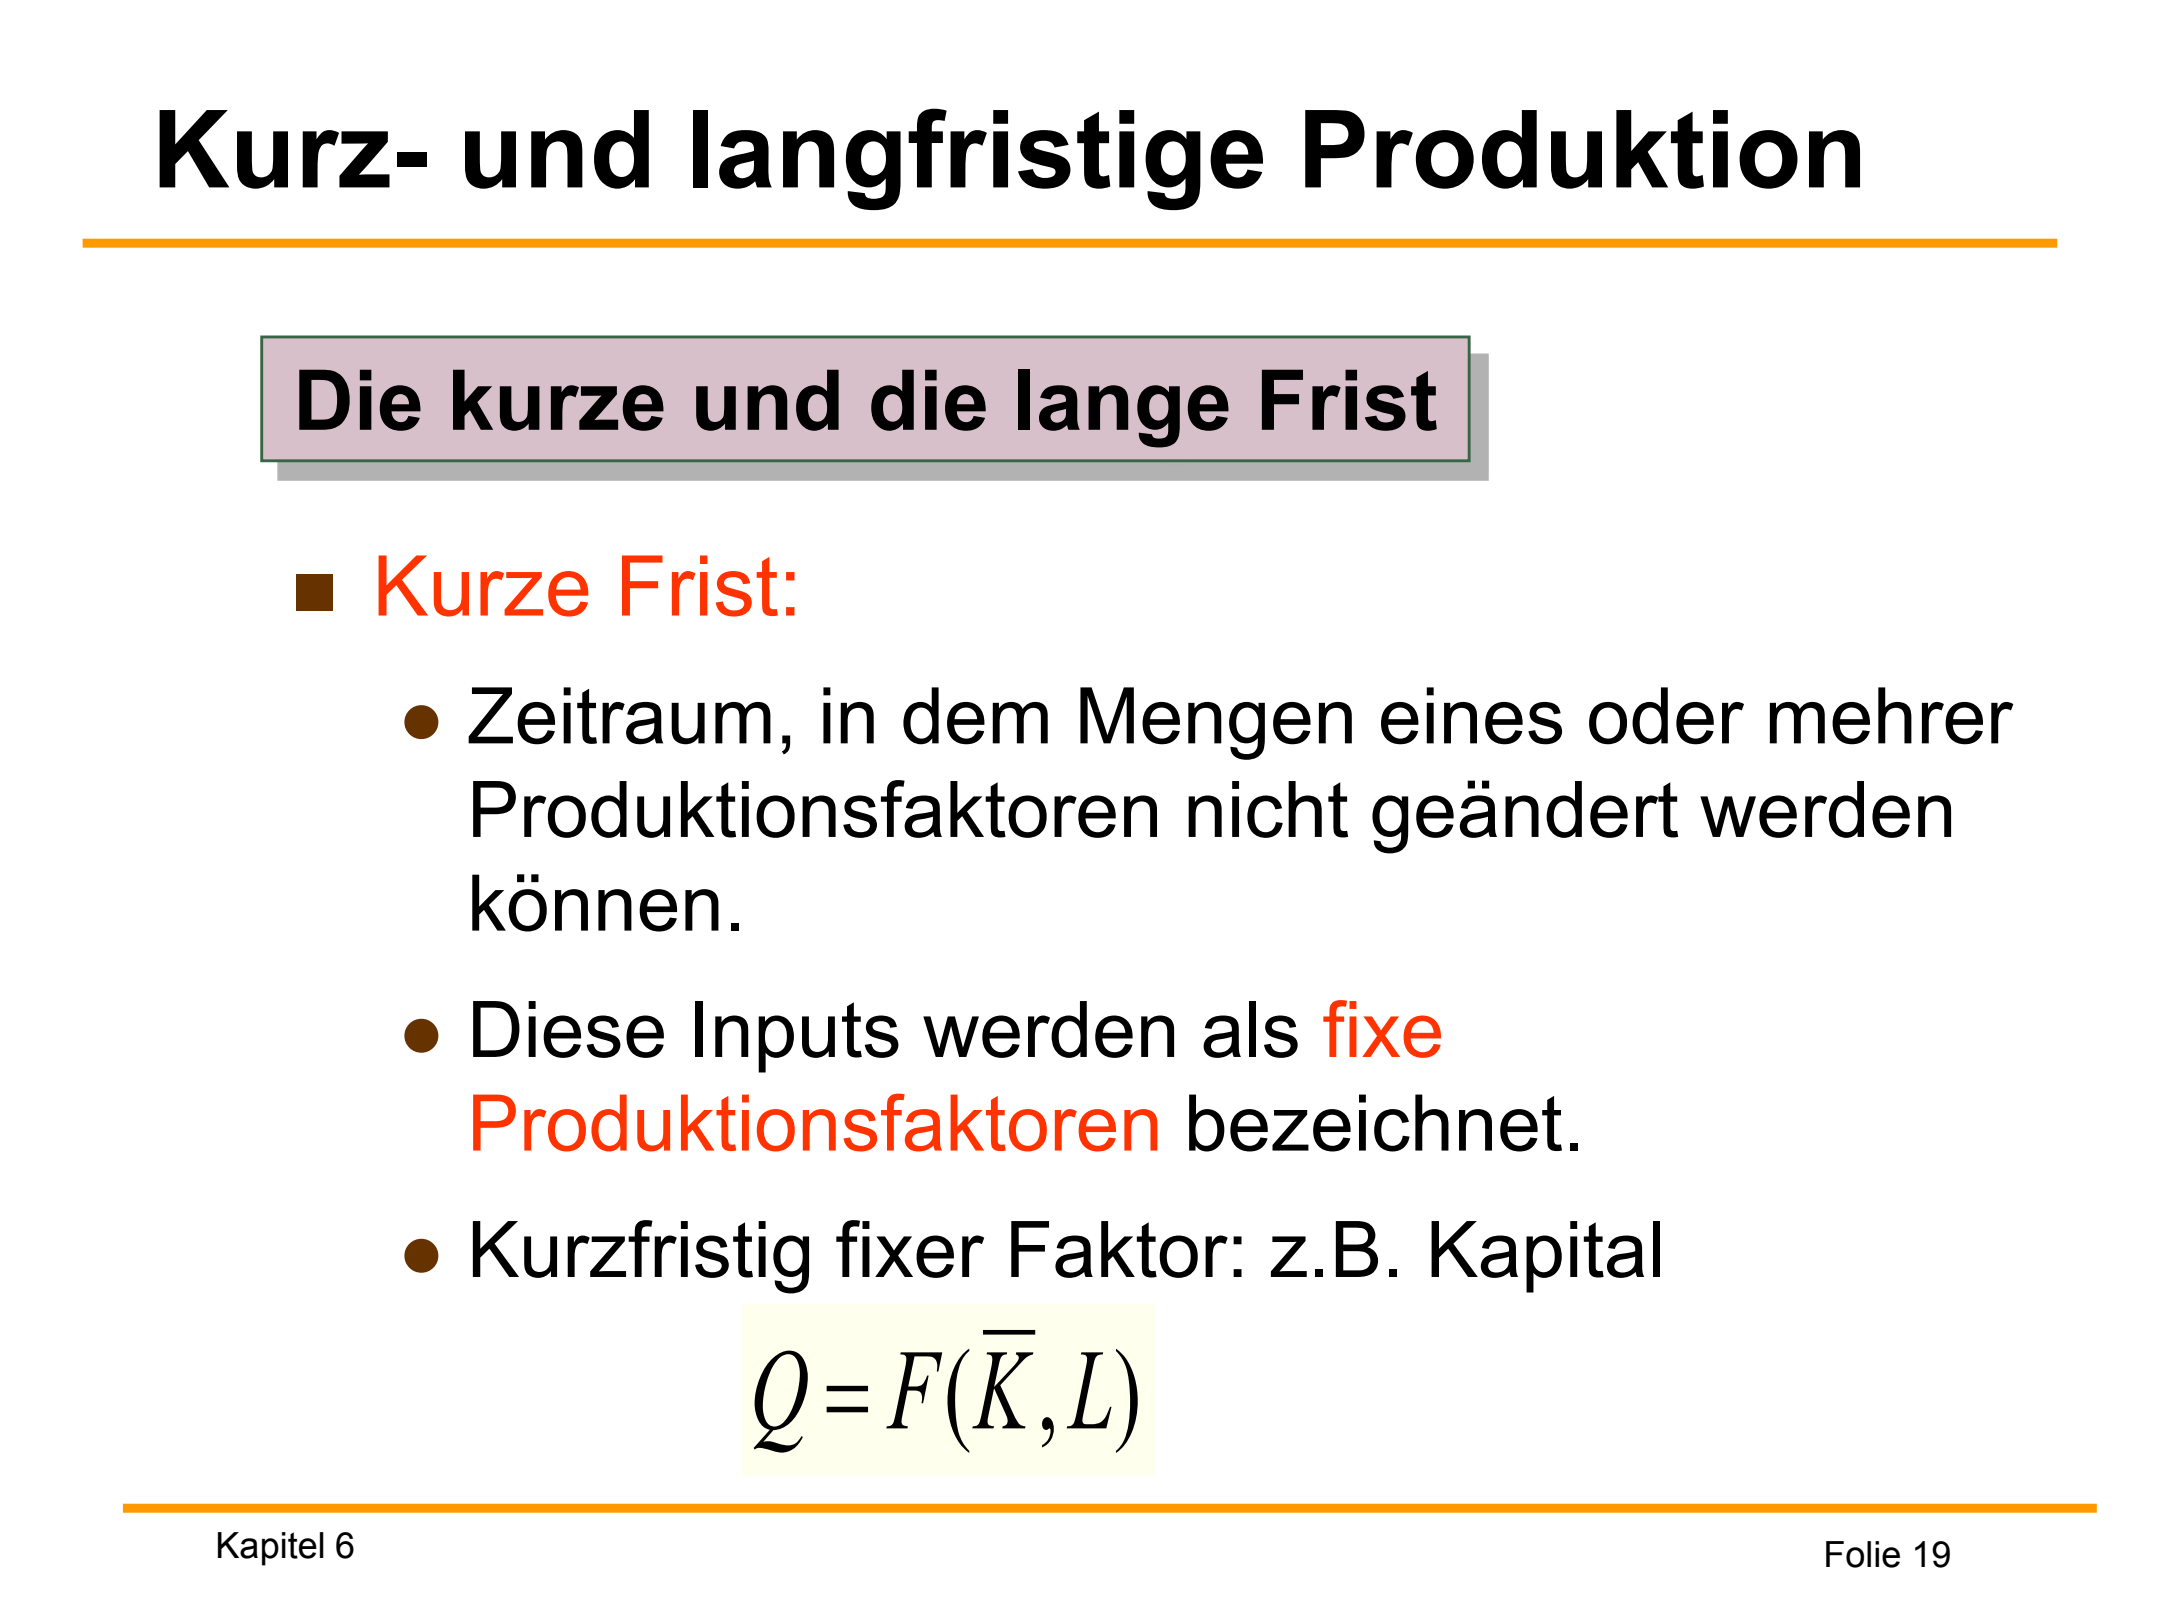 Kurz- und langfristige Produktion
Die kurze und die lange Frist
Kurze Frist:
Zeitraum, in dem Mengen eines oder mehrer
Produktionsfaktoren nicht geändert werden
können.
Diese Inputs werden als fixe
Produktionsfaktoren bezeichnet.
Kurzfristig fixer Faktor: z.B. Kapital
Q = F(K̅, L)
Kapitel 6
Folie 19